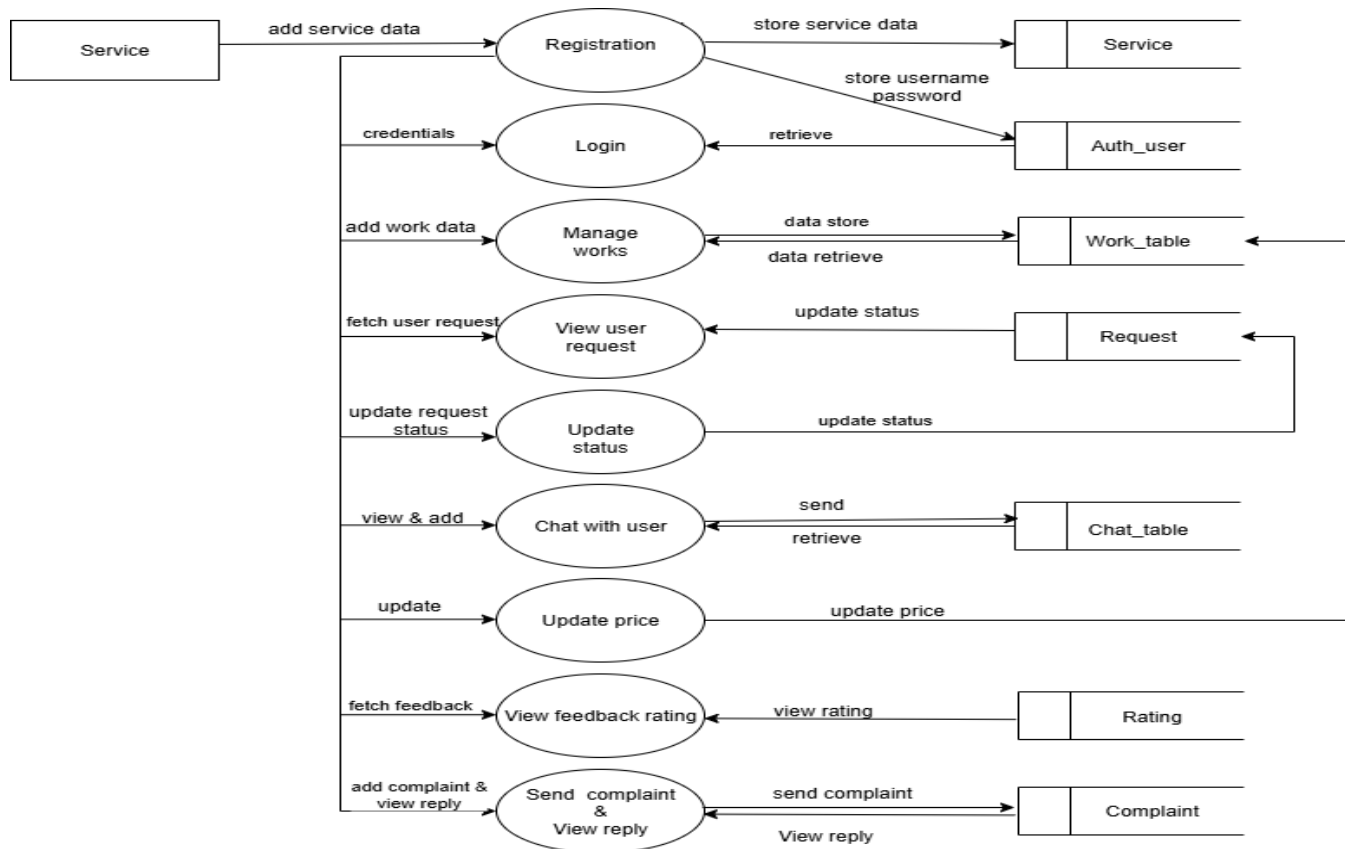 Service
add service data
Registration
store service data
Service
store username
password
credentials
Login
retrieve
Auth_user
add work data
Manage
works
data store
data retrieve
Work_table
fetch user request
View user
request
update status
Request
update request
status
Update
status
update status
view & add
Chat with user
send
retrieve
Chat_table
update
Update price
update price
fetch feedback
View feedback rating
view rating
Rating
add complaint &
view reply
Send complaint
&
View reply
send complaint
View reply
Complaint